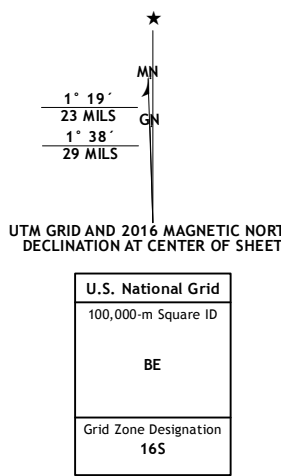 ★
MN
1° 19´
23 MILS
GN
1° 38´
29 MILS
UTM GRID AND 2016 MAGNETIC NORT
DECLINATION AT CENTER OF SHEET
U.S. National Grid
100,000-m Square ID
BE
Grid Zone Designation
16S